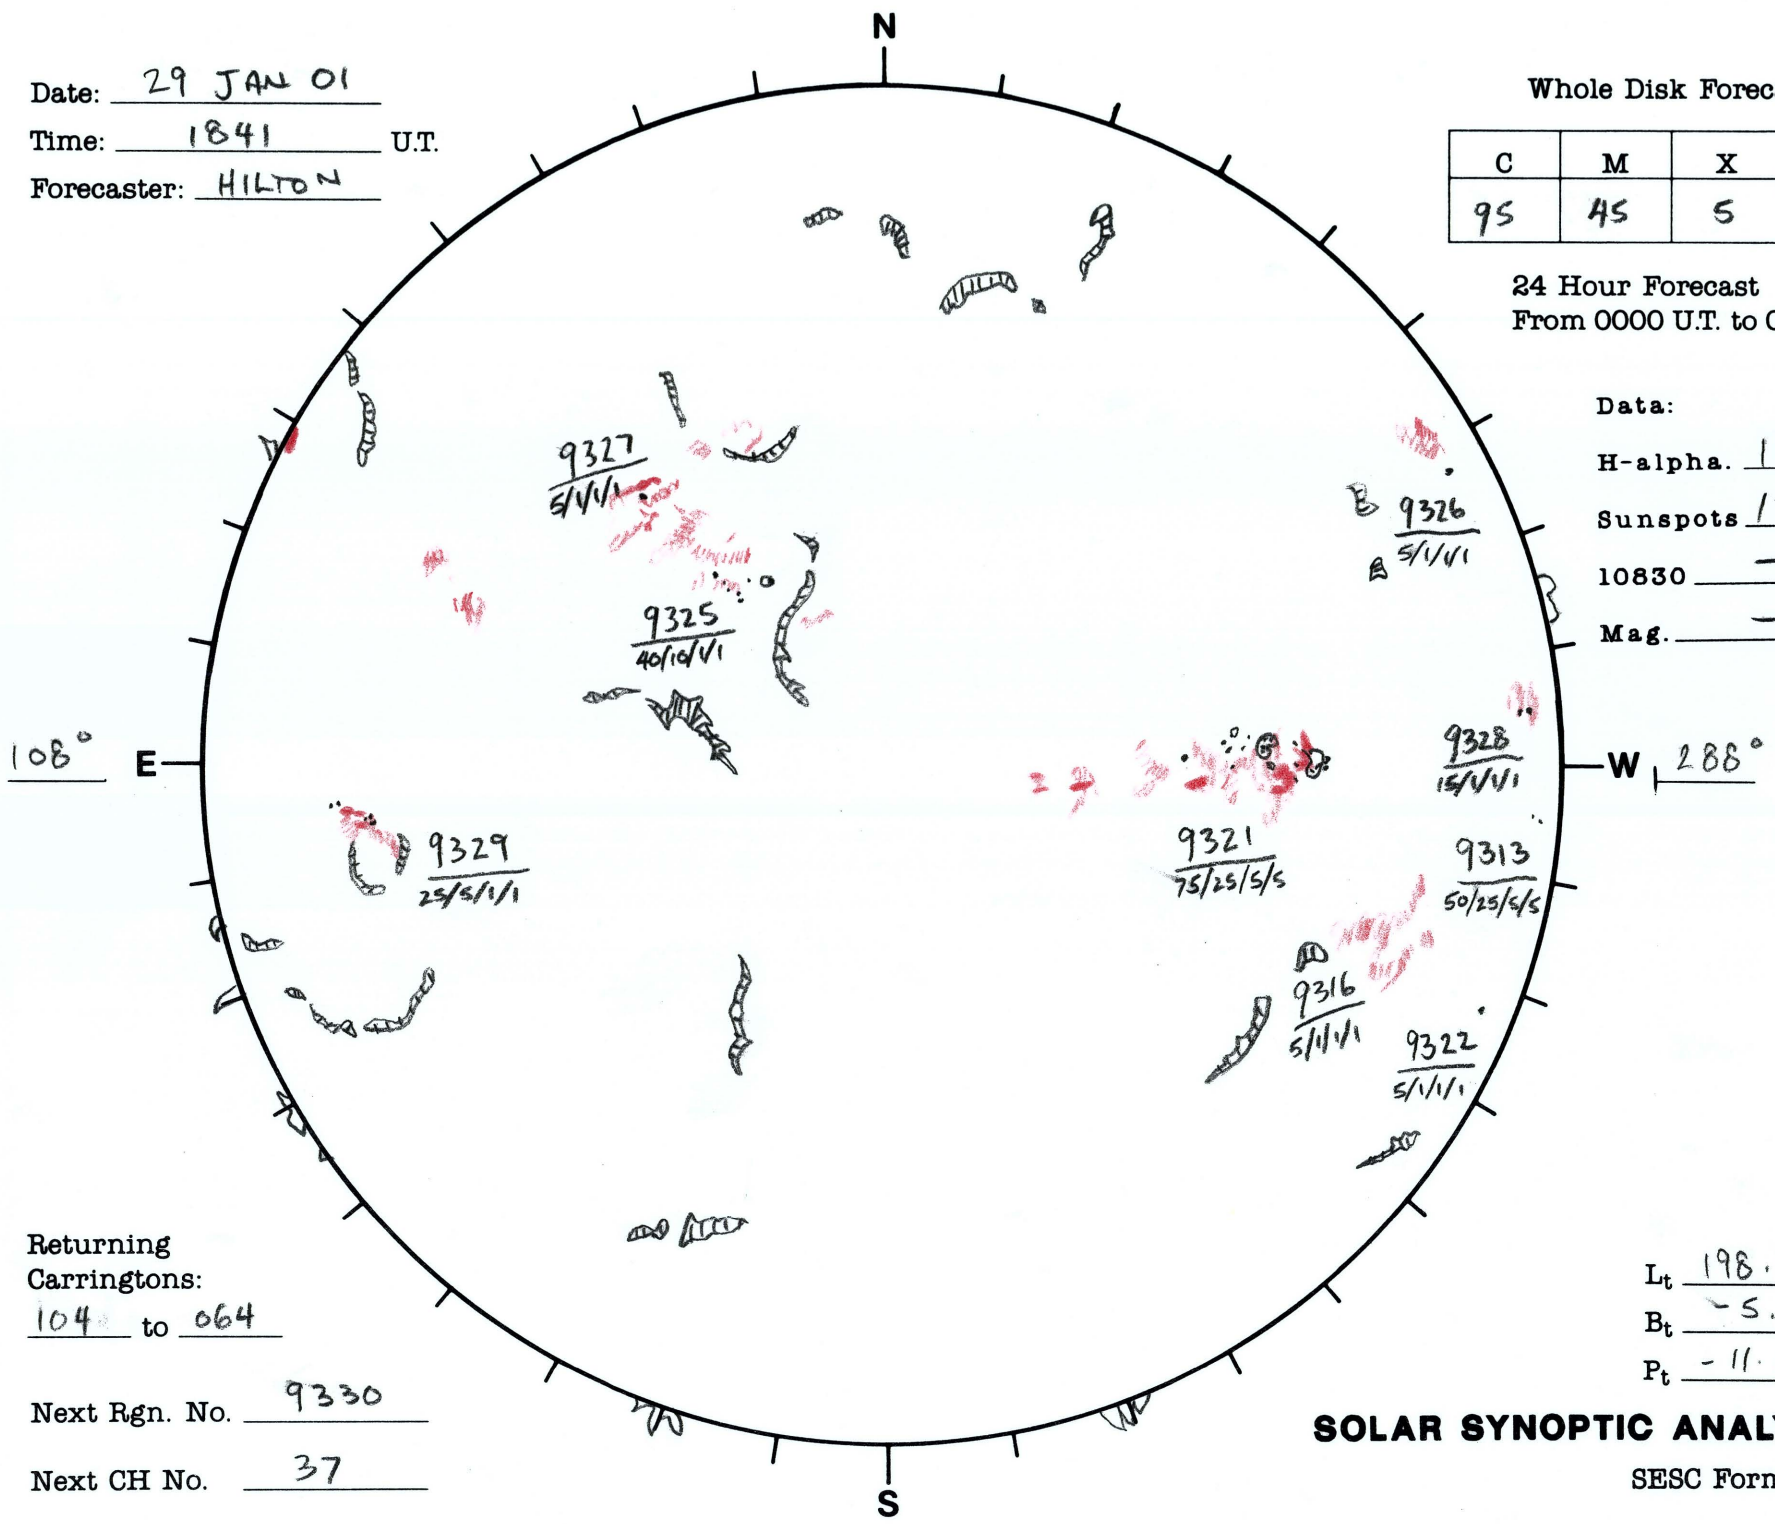 N
Date: 29 JAN 01
Time: 1841 U.T.
Forecaster: HILTON
Whole Disk Forec
C M X
95 45 5
24 Hour Forecast
From 0000 U.T. to
Data:
H-alpha. 1
Sunspots 1
10830 —
Mag. —
9327
5/1/1/1
9326
5/1/1/1
9325
40/10/1/1
108° E
W 288°
9328
15/1/1/1
9329
25/5/1/1
9321
75/25/5/5
9313
50/25/5/5
9316
5/1/1/1
9322
5/1/1/1
Returning
Carringtons:
104 to 064
Next Rgn. No. 9330
Next CH No. 37
Lt 198.
Bt -5.
Pt -11.
SOLAR SYNOPTIC ANAL
SESC Form
S